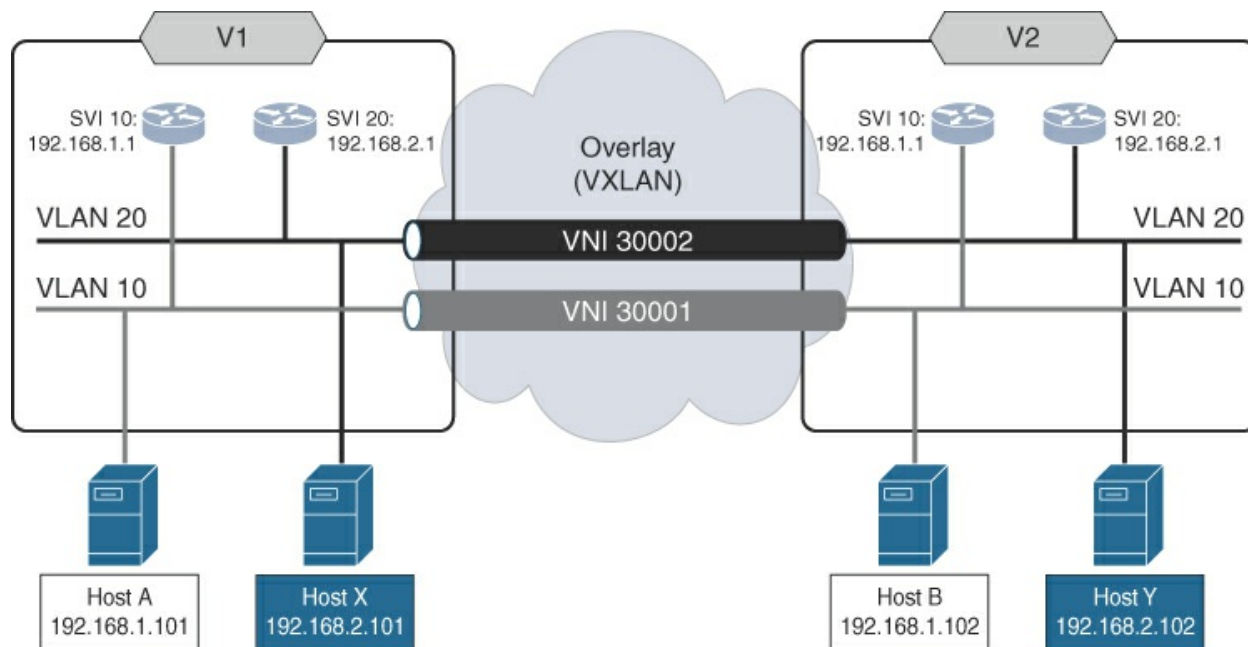 V1
V2
SVI 10:
192.168.1.1
SVI 20:
192.168.2.1
Overlay
(VXLAN)
SVI 10:
192.168.1.1
SVI 20:
192.168.2.1
VLAN 20
VNI 30002
VLAN 20
VLAN 10
VNI 30001
VLAN 10
Host A
192.168.1.101
Host X
192.168.2.101
Host B
192.168.1.102
Host Y
192.168.2.102